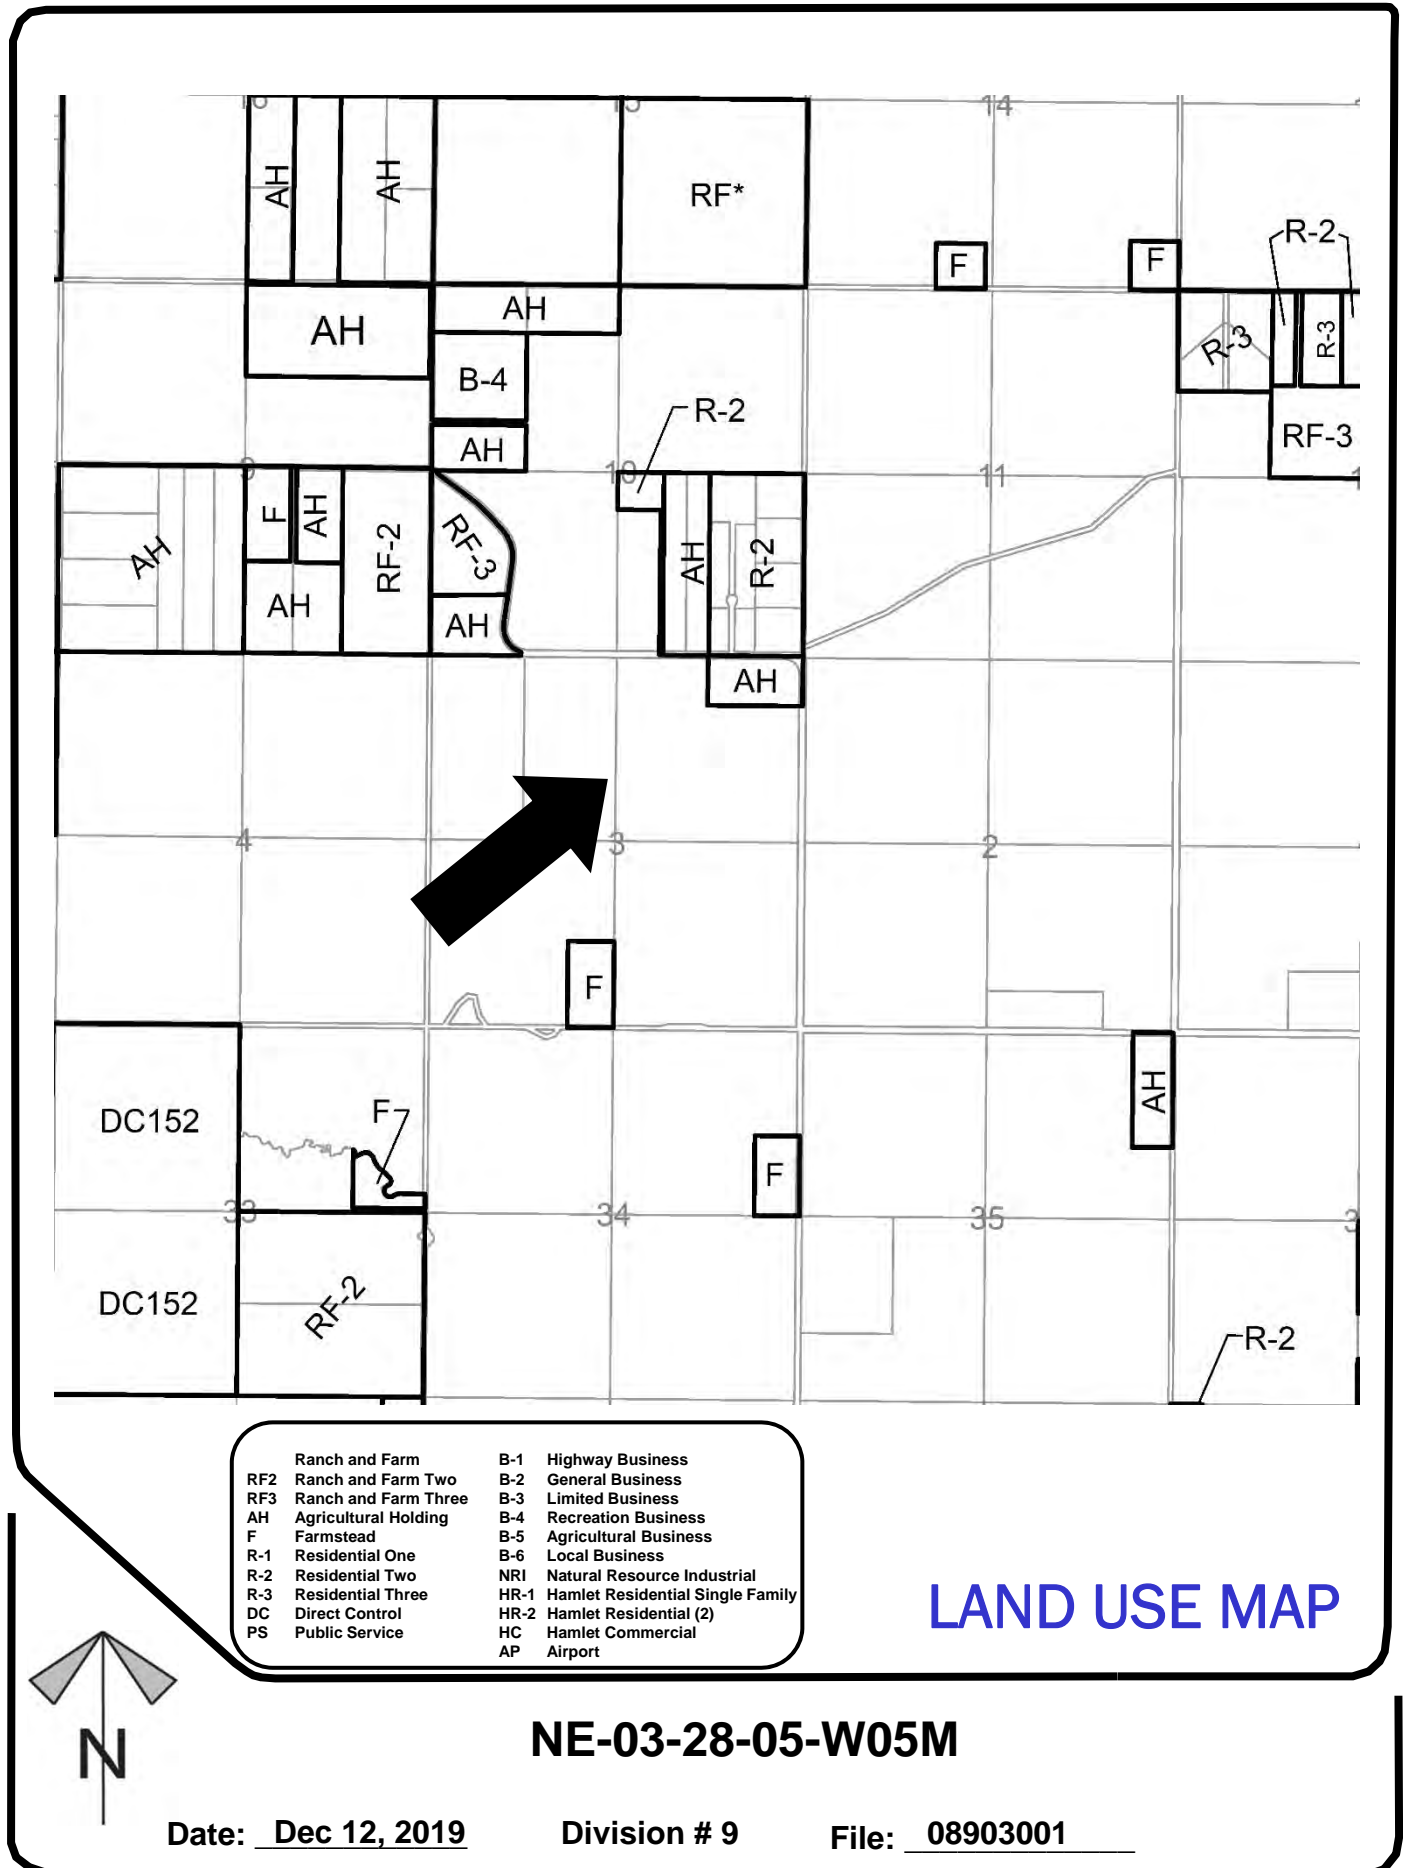 16
15
14
AH
AH
RF*
R-2
F
F
AH
AH
R-3
R-3
B-4
R-2
RF-3
AH
9
10
11
F
AH
RF-2
RF-3
AH
R-2
AH
AH
AH
AH
4
3
2
F
DC152
F
AH
F
33
34
35
3
DC152
RF-2
R-2
Ranch and Farm
RF2 Ranch and Farm Two
RF3 Ranch and Farm Three
AH Agricultural Holding
F Farmstead
R-1 Residential One
R-2 Residential Two
R-3 Residential Three
DC Direct Control
PS Public Service
B-1 Highway Business
B-2 General Business
B-3 Limited Business
B-4 Recreation Business
B-5 Agricultural Business
B-6 Local Business
NRI Natural Resource Industrial
HR-1 Hamlet Residential Single Family
HR-2 Hamlet Residential (2)
HC Hamlet Commercial
AP Airport
LAND USE MAP
N
NE-03-28-05-W05M
Date: Dec 12, 2019 Division # 9 File: 08903001